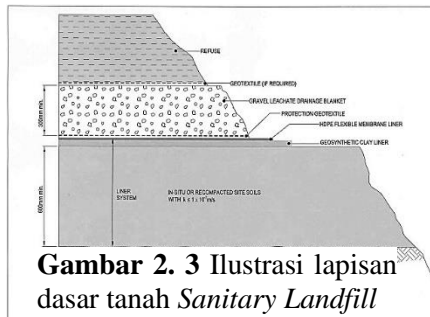 REFUSE
GEOTEXTILE (IF REQUIRED)
GRAVEL LEACHATE DRAINAGE BLANKET
PROTECTION GEOTEXTILE
HDPE FLEXIBLE MEMBRANE LINER
GEOSYNTHETIC CLAY LINER
LINER
SYSTEM
IN-SITU OR RECOMPACTED SITE SOILS
Gambar 2. 3 Ilustrasi lapisan
dasar tanah Sanitary Landfill